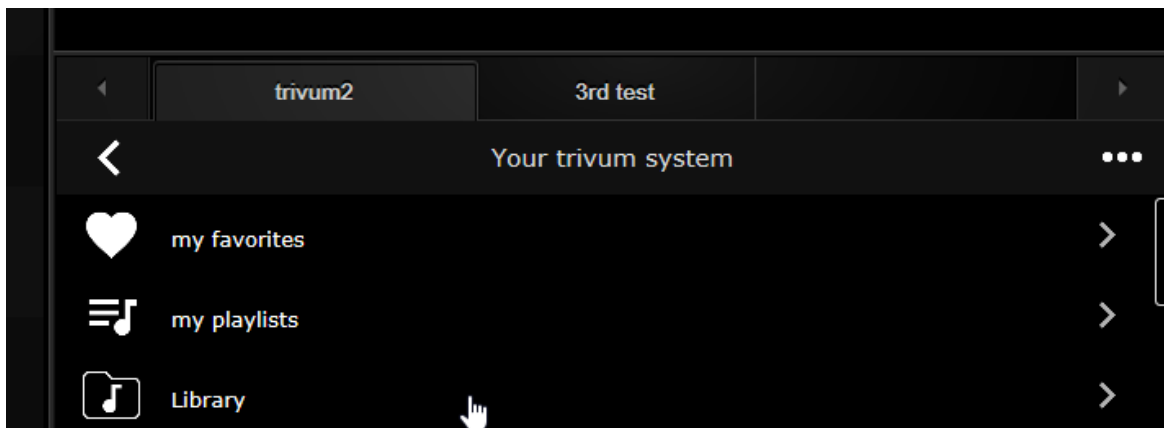 trivum2 3rd test
Your trivum system
my favorites
my playlists
Library